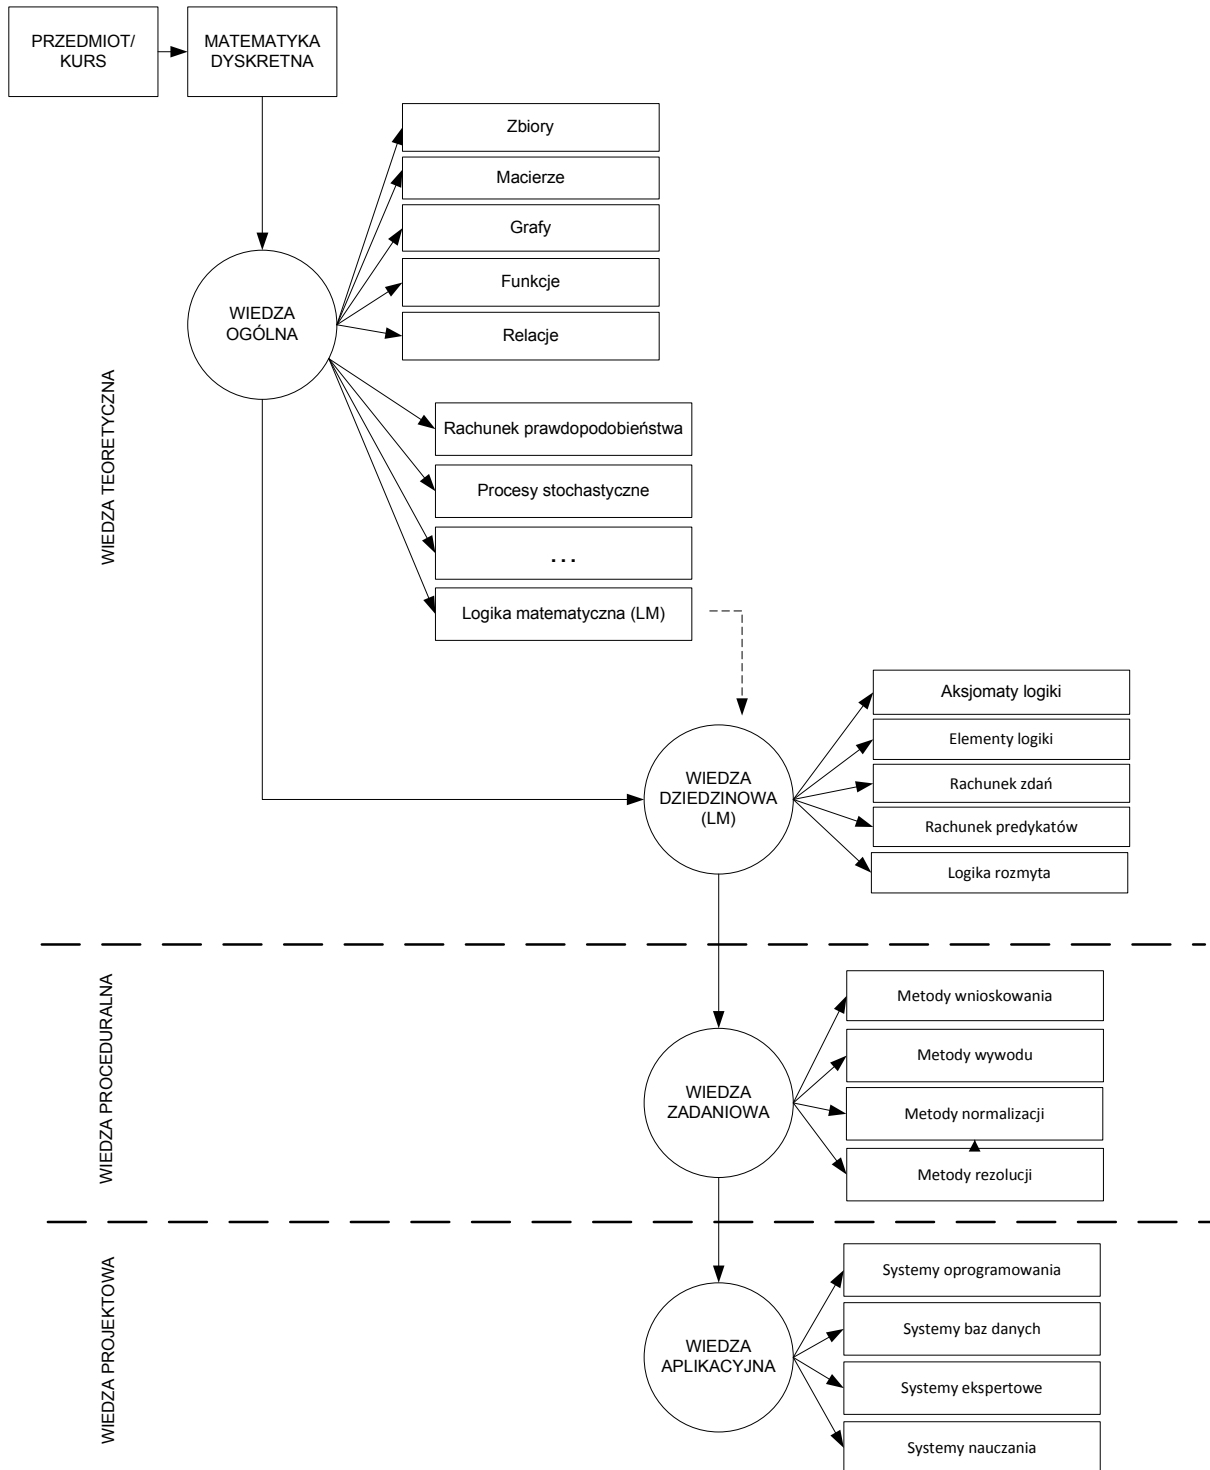 PRZEDMIOT/
KURS
MATEMATYKA
DYSKRETNA
Zbiory
Macierze
Grafy
Funkcje
Relacje
WIEDZA
OGÓLNA
WIEDZA TEORETYCZNA
Rachunek prawdopodobieństwa
Procesy stochastyczne
...
Logika matematyczna (LM)
WIEDZA
DZIEDZINOWA
(LM)
Aksjomaty logiki
Elementy logiki
Rachunek zdań
Rachunek predykatów
Logika rozmyta
WIEDZA PROCEDURALNA
WIEDZA
ZADANIOWA
Metody wnioskowania
Metody wywodu
Metody normalizacji
Metody rezolucji
WIEDZA PROJEKTOWA
WIEDZA
APLIKACYJNA
Systemy oprogramowania
Systemy baz danych
Systemy ekspertowe
Systemy nauczania